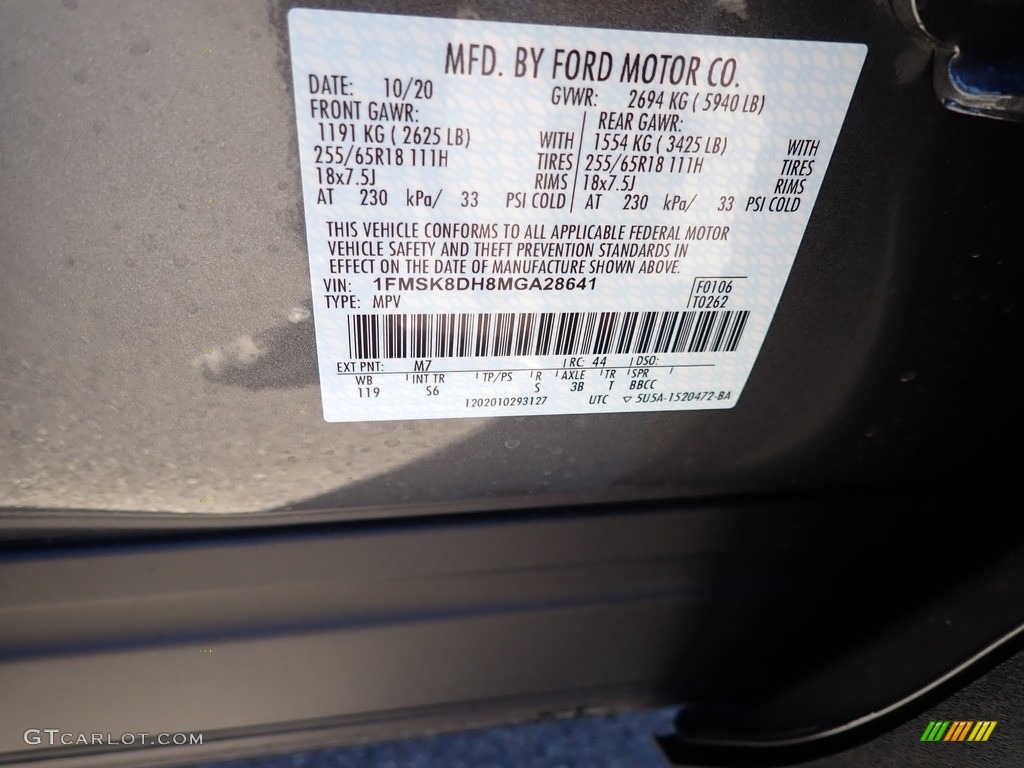 MFD. BY FORD MOTOR CO.
DATE: 10/20 GVWR: 2694 KG ( 5940 LB)
FRONT GAWR: REAR GAWR:
1191 KG ( 2625 LB) WITH 1554 KG ( 3425 LB) WITH
255/65R18 111H TIRES 255/65R18 111H TIRES
18x7.5J RIMS 18x7.5J RIMS
AT 230 kPa/ 33 PSI COLD AT 230 kPa/ 33 PSI COLD
THIS VEHICLE CONFORMS TO ALL APPLICABLE FEDERAL MOTOR
VEHICLE SAFETY AND THEFT PREVENTION STANDARDS IN
EFFECT ON THE DATE OF MANUFACTURE SHOWN ABOVE.
VIN: 1FMSK8DH8MGA28641 F0106
TYPE: MPV T0262
EXT PNT: M7 RC: 44 DSO:
WB INT TR TP/PS R AXLE TR SPR
119 S6 S 3B T BBCC
1202010293127 UTC ▽ 5U5A-1520472-BA
GTCARLOT.COM